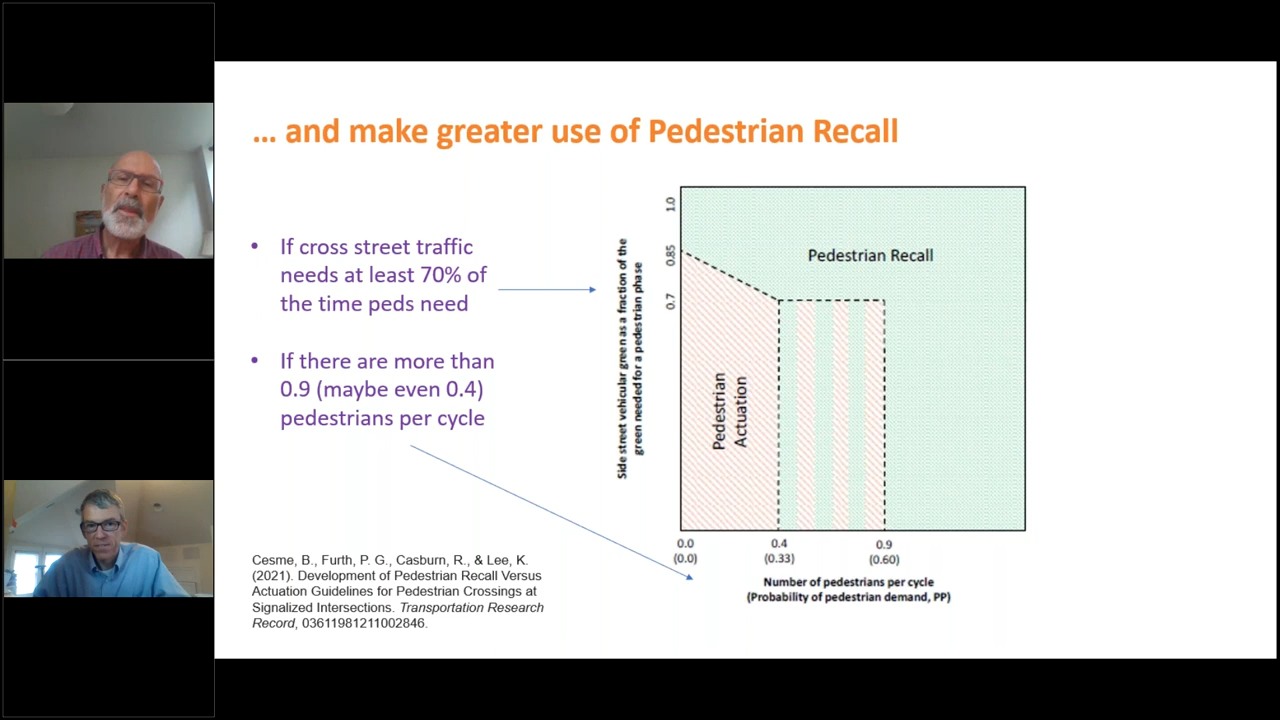 ... and make greater use of Pedestrian Recall
• If cross street traffic
needs at least 70% of
the time peds need
• If there are more than
0.9 (maybe even 0.4)
pedestrians per cycle
Cesme, B., Furth, P. G., Casburn, R., & Lee, K.
(2021). Development of Pedestrian Recall Versus
Actuation Guidelines for Pedestrian Crossings at
Signalized Intersections. Transportation Research
Record, 03611981211002846.
Side street vehicular green as a fraction of the
green needed for a pedestrian phase
1.0
0.85
0.7
Pedestrian Recall
Pedestrian
Actuation
0.0 0.4 0.9
(0.0) (0.33) (0.60)
Number of pedestrians per cycle
(Probability of pedestrian demand, PP)